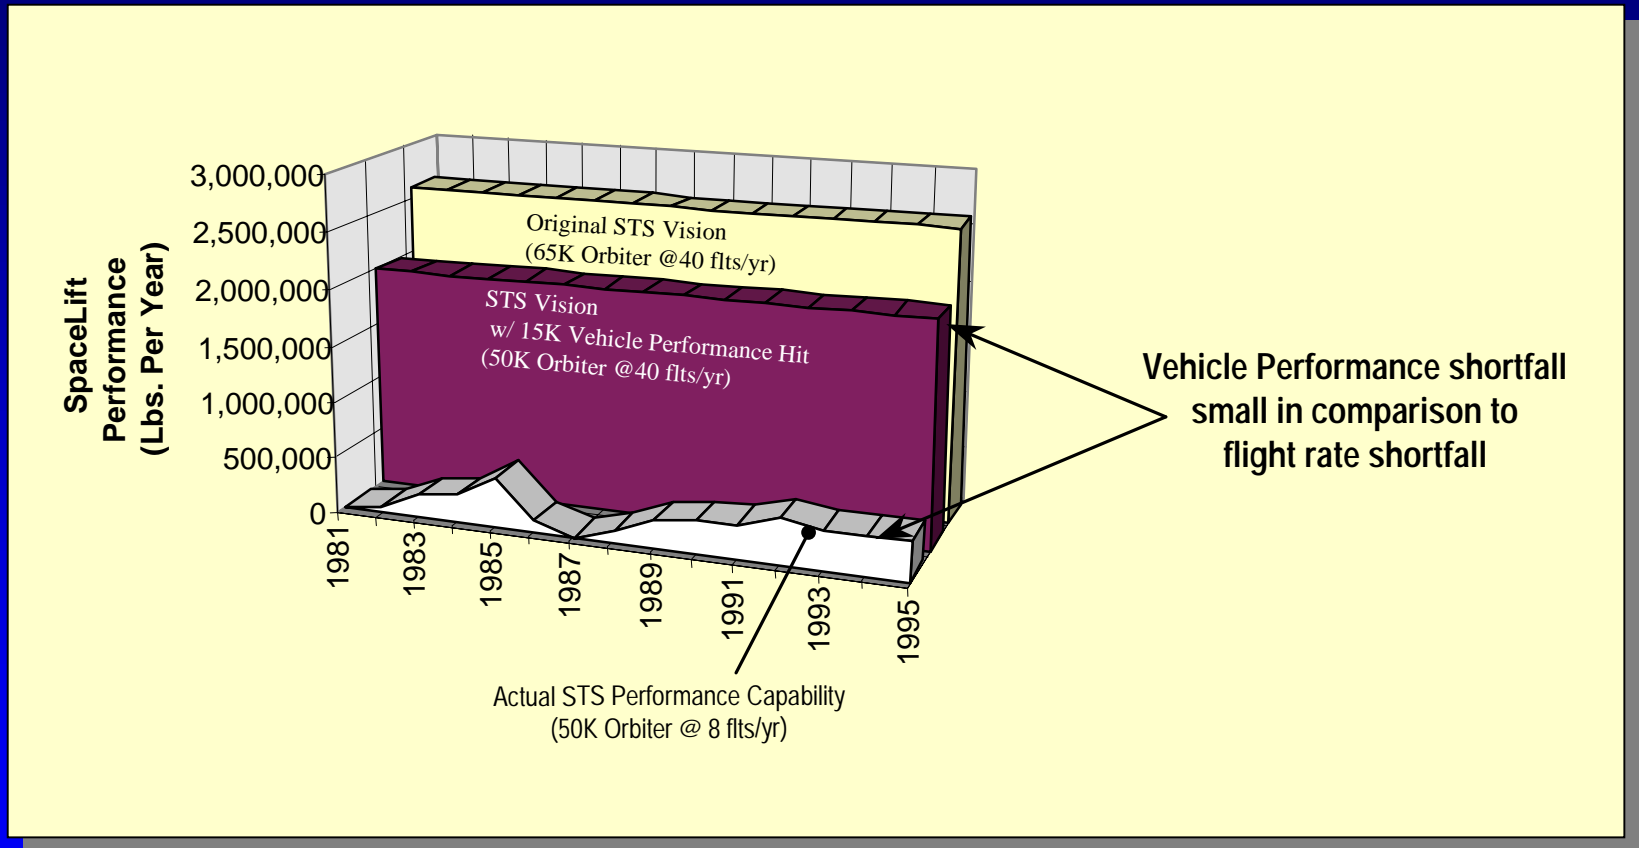 SpaceLift
Performance
(Lbs. Per Year)
3,000,000
2,500,000
2,000,000
1,500,000
1,000,000
500,000
0
Original STS Vision
(65K Orbiter @40 flts/yr)
STS Vision
w/ 15K Vehicle Performance Hit
(50K Orbiter @40 flts/yr)
Vehicle Performance shortfall
small in comparison to
flight rate shortfall
1981
1983
1985
1987
1989
1991
1993
1995
Actual STS Performance Capability
(50K Orbiter @ 8 flts/yr)